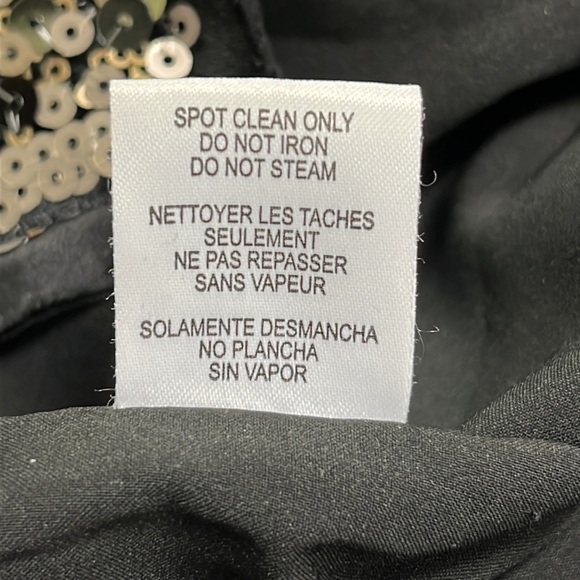 SPOT CLEAN ONLY
DO NOT IRON
DO NOT STEAM
NETTOYER LES TACHES
SEULEMENT
NE PAS REPASSER
SANS VAPEUR
SOLAMENTE DESMANCHA
NO PLANCHA
SIN VAPOR